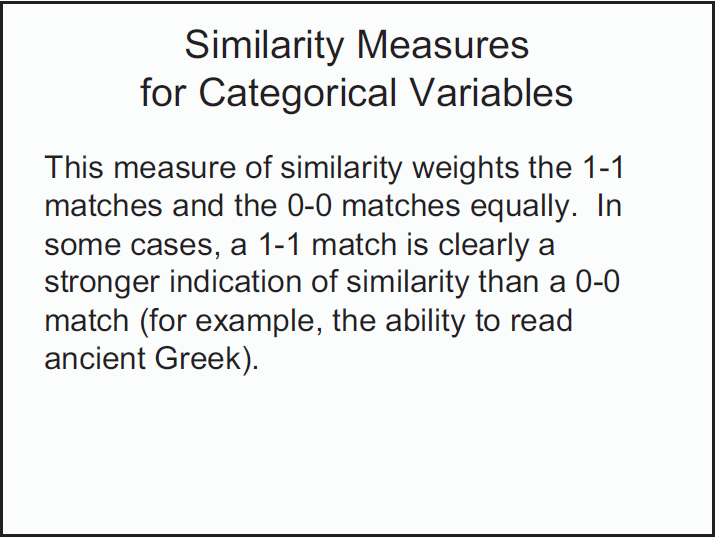 Similarity Measures
for Categorical Variables
This measure of similarity weights the 1-1
matches and the 0-0 matches equally.  In
some cases, a 1-1 match is clearly a
stronger indication of similarity than a 0-0
match (for example, the ability to read
ancient Greek).